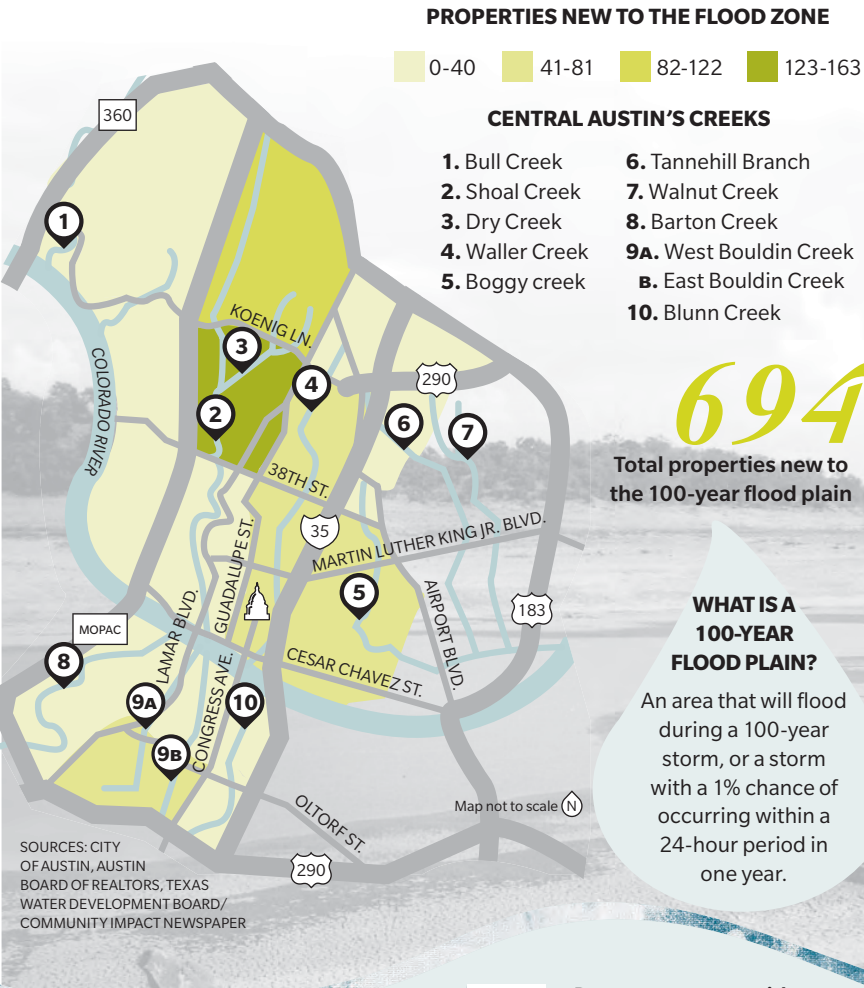 PROPERTIES NEW TO THE FLOOD ZONE
0-40
41-81
82-122
123-163
CENTRAL AUSTIN'S CREEKS
1. Bull Creek
2. Shoal Creek
3. Dry Creek
4. Waller Creek
5. Boggy creek
6. Tannehill Branch
7. Walnut Creek
8. Barton Creek
9A. West Bouldin Creek
B. East Bouldin Creek
10. Blunn Creek
360
1
KOENIG LN.
3
COLORADO RIVER
290
4
2
6
7
38TH ST.
35
GUADALUPE ST.
MARTIN LUTHER KING JR. BLVD.
5
AIRPORT BLVD.
183
MOPAC
LAMAR BLVD.
8
CESAR CHAVEZ ST.
CONGRESS AVE.
9A
10
9B
OLTORF ST.
290
Map not to scale N
694
Total properties new to
the 100-year flood plain
WHAT IS A
100-YEAR
FLOOD PLAIN?
An area that will flood
during a 100-year
storm, or a storm
with a 1% chance of
occurring within a
24-hour period in
one year.
SOURCES: CITY
OF AUSTIN, AUSTIN
BOARD OF REALTORS, TEXAS
WATER DEVELOPMENT BOARD/
COMMUNITY IMPACT NEWSPAPER